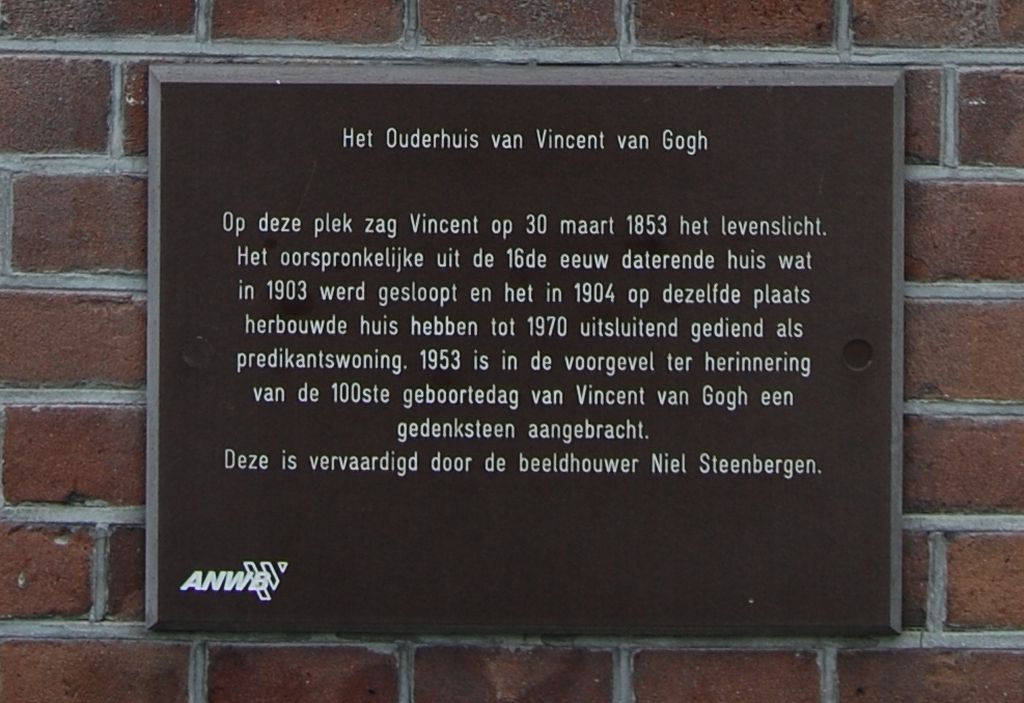 Het Ouderhuis van Vincent van Gogh
Op deze plek zag Vincent op 30 maart 1853 het levenslicht.
Het oorspronkelijke uit de 16de eeuw daterende huis wat
in 1903 werd gesloopt en het in 1904 op dezelfde plaats
herbouwde huis hebben tot 1970 uitsluitend gediend als
predikantswoning. 1953 is in de voorgevel ter herinnering
van de 100ste geboortedag van Vincent van Gogh een
gedenksteen aangebracht.
Deze is vervaardigd door de beeldhouwer Niel Steenbergen.
ANWB